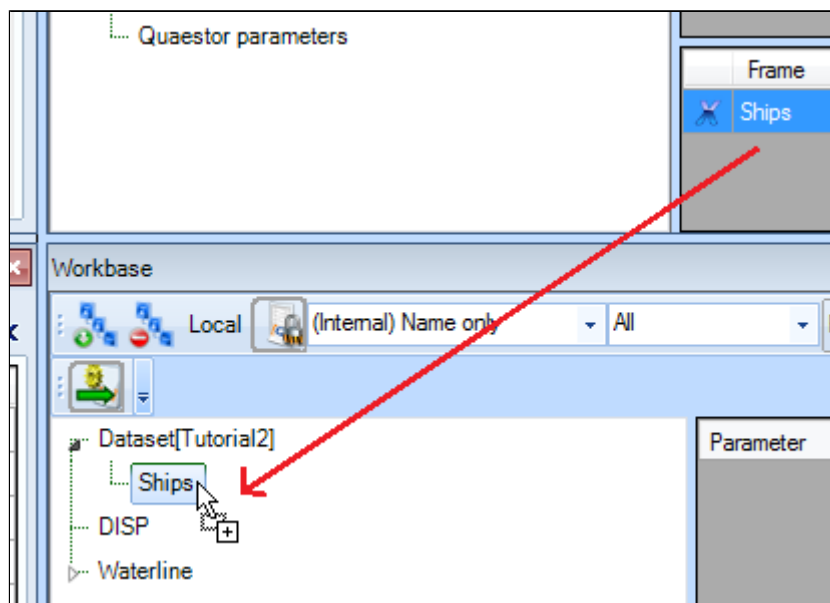 Quaestor parameters
Frame
Ships
Workbase
Local (Internal) Name only All
Dataset[Tutorial2]
Parameter
Ships
DISP
Waterline